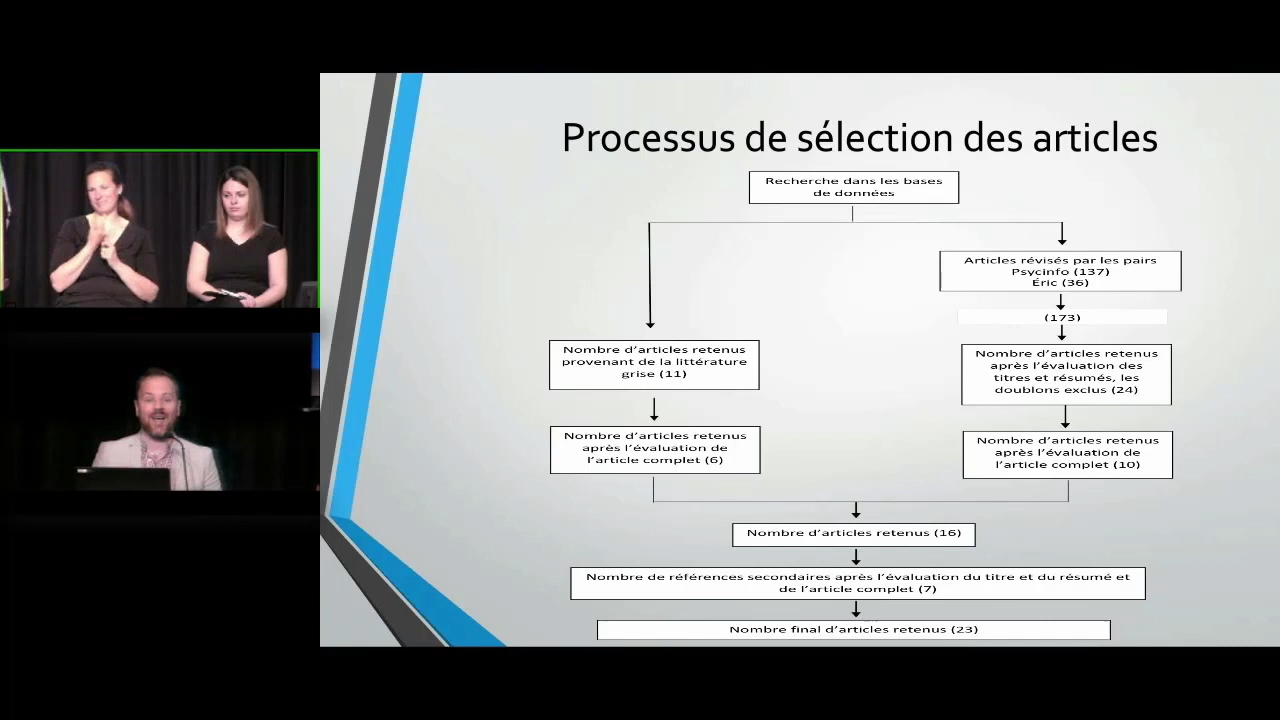 Processus de sélection des articles
Recherche dans les bases
de données
Articles révisés par les pairs
Psycinfo (137)
Éric (36)
(173)
Nombre d'articles retenus
provenant de la littérature
grise (11)
Nombre d'articles retenus
après l'évaluation des
titres et résumés, les
doublons exclus (24)
Nombre d'articles retenus
après l'évaluation de
l'article complet (6)
Nombre d'articles retenus
après l'évaluation de
l'article complet (10)
Nombre d'articles retenus (16)
Nombre de références secondaires après l'évaluation du titre et du résumé et
de l'article complet (7)
Nombre final d'articles retenus (23)